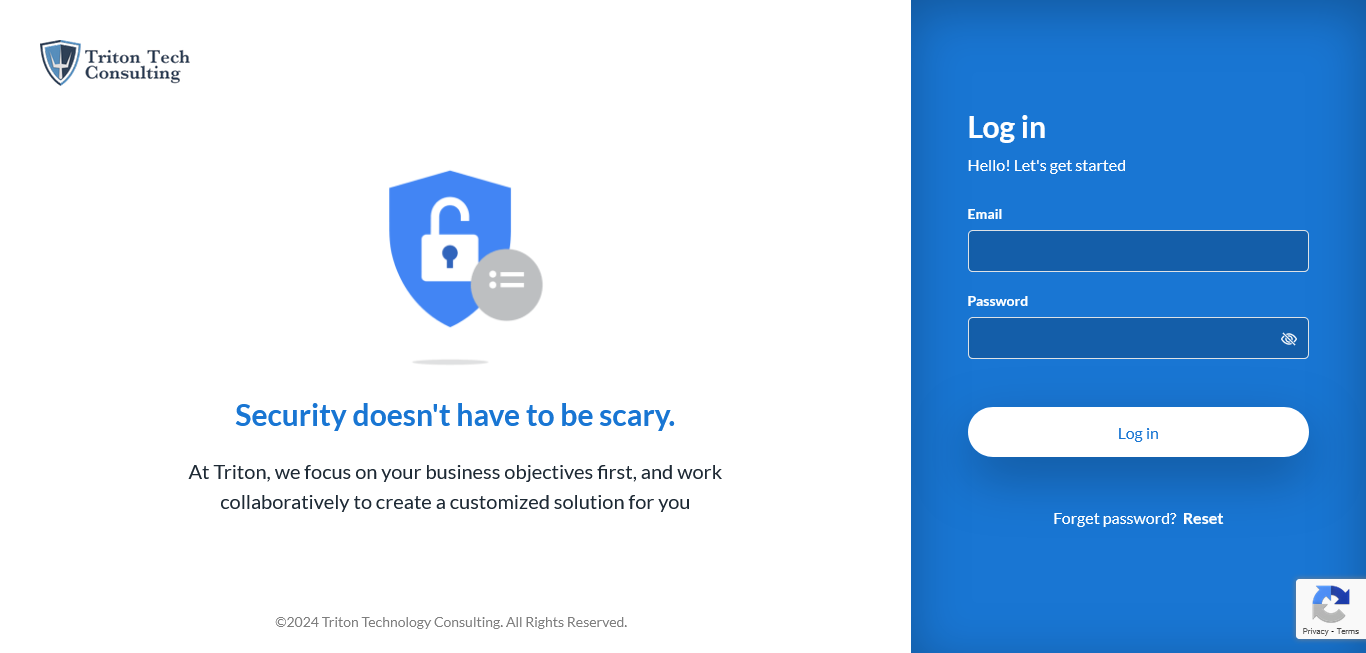 Triton Tech
Consulting
Security doesn't have to be scary.
At Triton, we focus on your business objectives first, and work
collaboratively to create a customized solution for you
©2024 Triton Technology Consulting. All Rights Reserved.
Log in
Hello! Let's get started
Email
Password
Log in
Forget password? Reset
Privacy - Terms